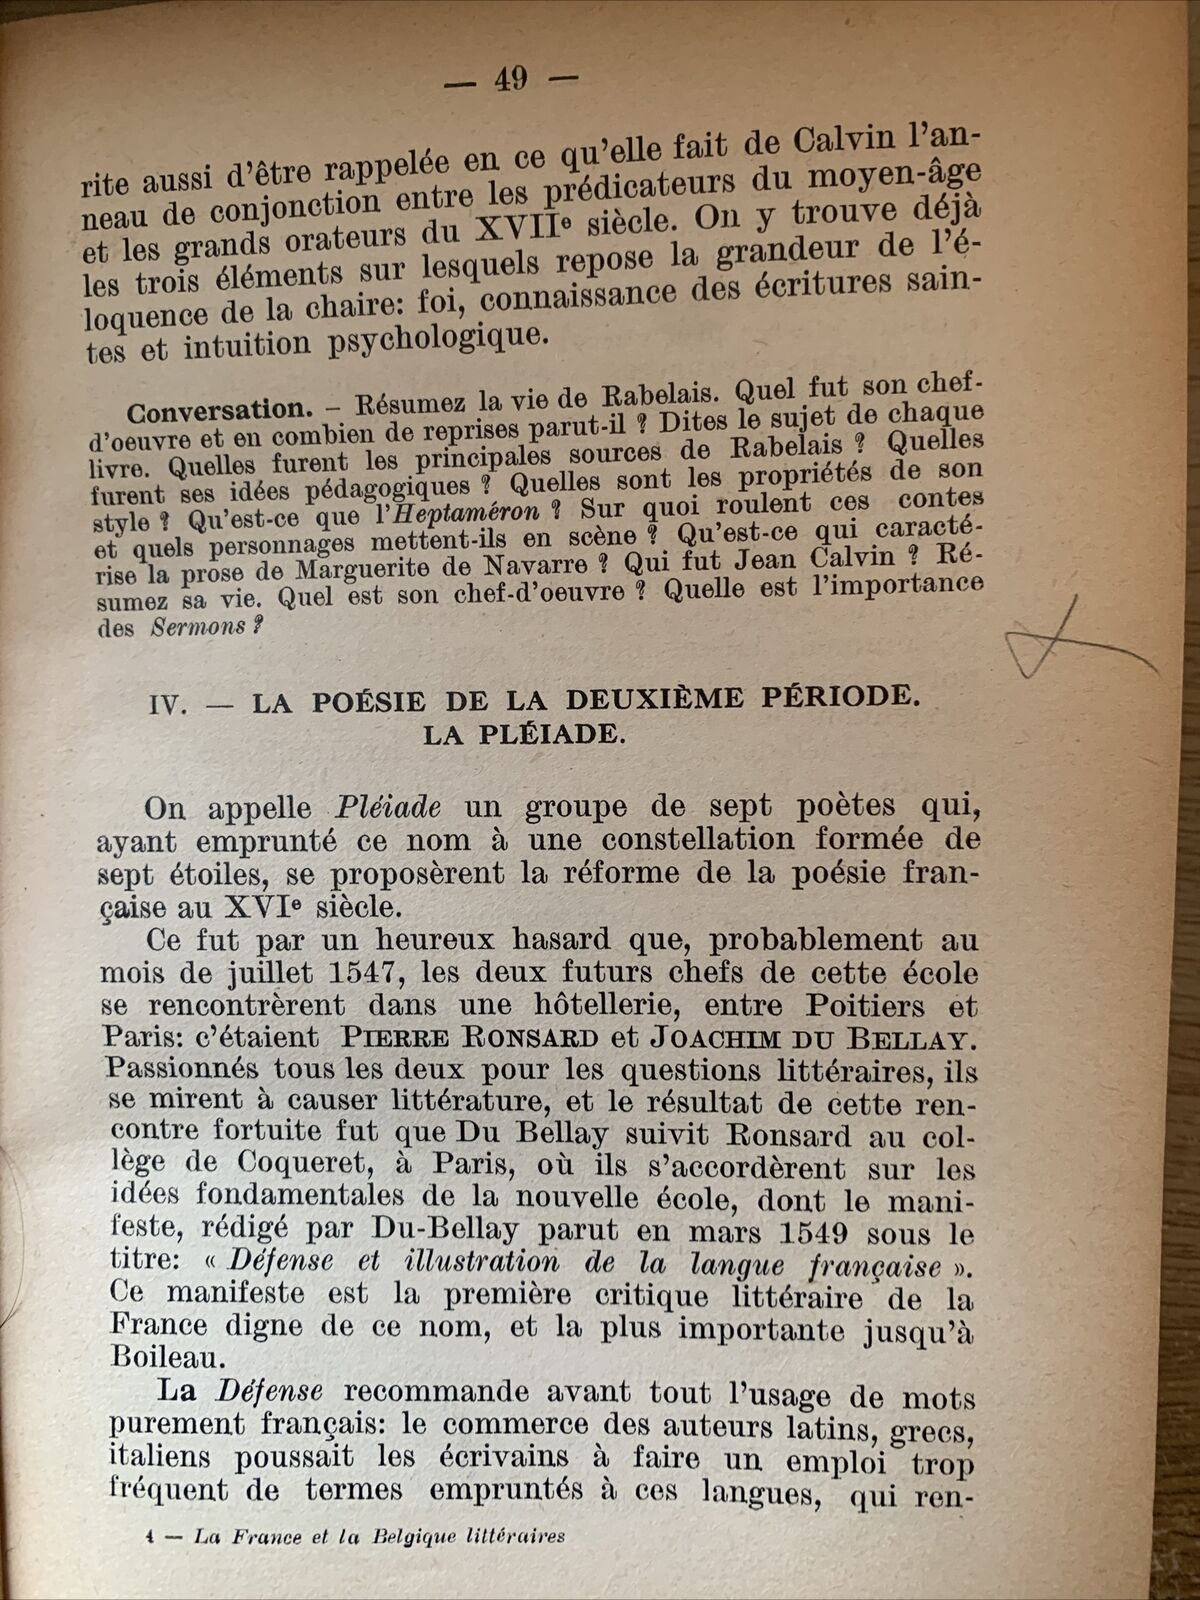 — 49 —
rite aussi d'être rappelée en ce qu'elle fait de Calvin l'an-
neau de conjonction entre les prédicateurs du moyen-âge
et les grands orateurs du XVIIe siècle. On y trouve déjà
les trois éléments sur lesquels repose la grandeur de l'é-
loquence de la chaire: foi, connaissance des écritures sain-
tes et intuition psychologique.
Conversation. – Résumez la vie de Rabelais. Quel fut son chef-
d'oeuvre et en combien de reprises parut-il ? Dites le sujet de chaque
livre. Quelles furent les principales sources de Rabelais ? Quelles
furent ses idées pédagogiques ? Quelles sont les propriétés de son
style ? Qu'est-ce que l'Heptaméron ? Sur quoi roulent ces contes
et quels personnages mettent-ils en scène ? Qu'est-ce qui caracté-
rise la prose de Marguerite de Navarre ? Qui fut Jean Calvin ? Ré-
sumez sa vie. Quel est son chef-d'oeuvre ? Quelle est l'importance
des Sermons ?
IV. — LA POÉSIE DE LA DEUXIÈME PÉRIODE.
LA PLÉIADE.
On appelle Pléiade un groupe de sept poètes qui,
ayant emprunté ce nom à une constellation formée de
sept étoiles, se proposèrent la réforme de la poésie fran-
çaise au XVIe siècle.
Ce fut par un heureux hasard que, probablement au
mois de juillet 1547, les deux futurs chefs de cette école
se rencontrèrent dans une hôtellerie, entre Poitiers et
Paris: c'étaient PIERRE RONSARD et JOACHIM DU BELLAY.
Passionnés tous les deux pour les questions littéraires, ils
se mirent à causer littérature, et le résultat de cette ren-
contre fortuite fut que Du Bellay suivit Ronsard au col-
lège de Coqueret, à Paris, où ils s'accordèrent sur les
idées fondamentales de la nouvelle école, dont le mani-
feste, rédigé par Du-Bellay parut en mars 1549 sous le
titre: « Défense et illustration de la langue française ».
Ce manifeste est la première critique littéraire de la
France digne de ce nom, et la plus importante jusqu'à
Boileau.
La Défense recommande avant tout l'usage de mots
purement français: le commerce des auteurs latins, grecs,
italiens poussait les écrivains à faire un emploi trop
fréquent de termes empruntés à ces langues, qui ren-
4 — La France et la Belgique littéraires